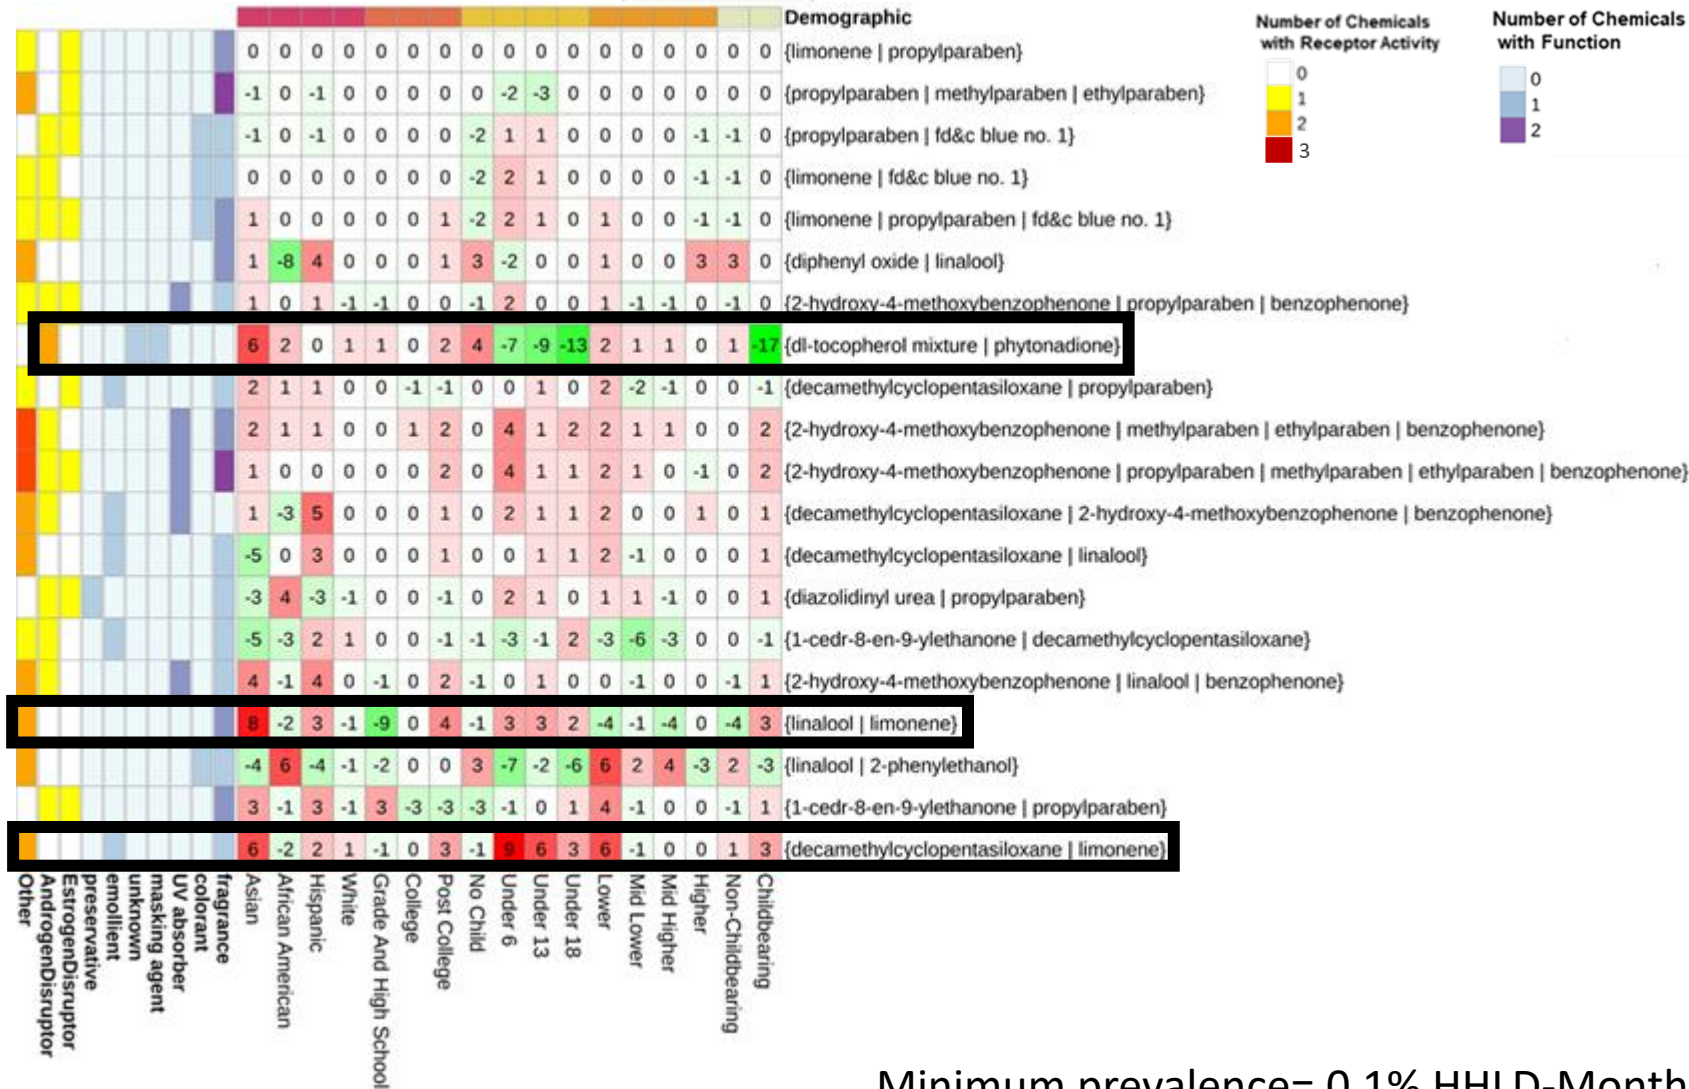 Demographic
Number of Chemicals
with Receptor Activity
0
1
2
3
Number of Chemicals
with Function
0
1
2
0 0 0 0 0 0 0 0 0 0 0 0 0 0 0 0 0 {limonene | propylparaben}
-1 0 -1 0 0 0 0 0 -2 -3 0 0 0 0 0 0 0 {propylparaben | methylparaben | ethylparaben}
-1 0 -1 0 0 0 0 -2 1 1 0 0 0 0 -1 -1 0 {propylparaben | fd&c blue no. 1}
0 0 0 0 0 0 0 -2 2 1 0 0 0 0 -1 -1 0 {limonene | fd&c blue no. 1}
1 0 0 0 0 0 1 -2 2 1 0 1 0 0 -1 -1 0 {limonene | propylparaben | fd&c blue no. 1}
1 -8 4 0 0 0 1 3 -2 0 0 1 0 0 3 3 0 {diphenyl oxide | linalool}
1 0 1 -1 -1 0 0 -1 2 0 0 1 -1 -1 0 -1 0 {2-hydroxy-4-methoxybenzophenone | propylparaben | benzophenone}
6 2 0 1 1 0 2 4 -7 -9 -13 2 1 1 0 1 -17 {dl-tocopherol mixture | phytonadione}
2 1 1 0 0 -1 -1 0 0 1 0 2 -2 -1 0 0 -1 {decamethylcyclopentasiloxane | propylparaben}
2 1 1 0 0 1 2 0 4 1 2 2 1 1 0 0 2 {2-hydroxy-4-methoxybenzophenone | methylparaben | ethylparaben | benzophenone}
1 0 0 0 0 0 2 0 4 1 1 2 1 0 -1 0 2 {2-hydroxy-4-methoxybenzophenone | propylparaben | methylparaben | ethylparaben | benzophenone}
1 -3 5 0 0 0 1 0 2 1 1 2 0 0 1 0 1 {decamethylcyclopentasiloxane | 2-hydroxy-4-methoxybenzophenone | benzophenone}
-5 0 3 0 0 0 1 0 0 1 1 2 -1 0 0 0 1 {decamethylcyclopentasiloxane | linalool}
-3 4 -3 -1 0 0 -1 0 2 1 0 1 1 -1 0 0 1 {diazolidinyl urea | propylparaben}
-5 -3 2 1 0 0 -1 -1 -3 -1 2 -3 -6 -3 0 0 -1 {1-cedr-8-en-9-ylethanone | decamethylcyclopentasiloxane}
4 -1 4 0 -1 0 2 -1 0 1 0 0 -1 0 0 -1 1 {2-hydroxy-4-methoxybenzophenone | linalool | benzophenone}
8 -2 3 -1 -9 0 4 -1 3 3 2 -4 -1 -4 0 -4 3 {linalool | limonene}
-4 6 -4 -1 -2 0 0 3 -7 -2 -6 6 2 4 -3 2 -3 {linalool | 2-phenylethanol}
3 -1 3 -1 3 -3 -3 -3 -1 0 1 4 -1 0 0 -1 1 {1-cedr-8-en-9-ylethanone | propylparaben}
6 -2 2 1 -1 0 3 -1 9 6 3 6 -1 0 0 1 3 {decamethylcyclopentasiloxane | limonene}
Other
AndrogenDisruptor
EstrogenDisruptor
preservative
emollient
unknown
masking agent
UV absorber
colorant
fragrance
Asian
African American
Hispanic
White
Grade And High School
College
Post College
No Child
Under 6
Under 13
Under 18
Lower
Mid Lower
Mid Higher
Higher
Non-Childbearing
Childbearing
Minimum prevalence= 0.1% HHLD-Month